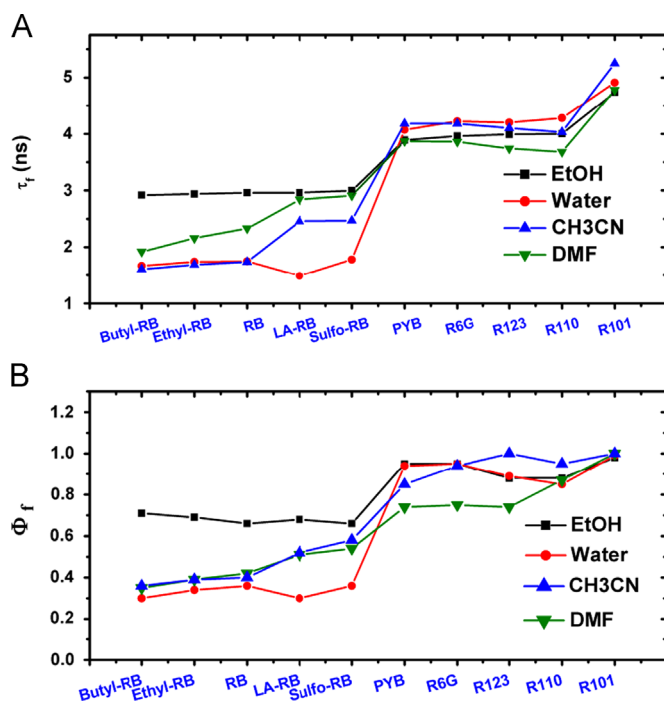 A
τf (ns)
5
4
3
2
1
EtOH
Water
CH3CN
DMF
Butyl-RB
Ethyl-RB
RB
LA-RB
Sulfo-RB
PYB
R6G
R123
R110
R101
B
Φf
1.2
1.0
0.8
0.6
0.4
0.2
0.0
EtOH
Water
CH3CN
DMF
Butyl-RB
Ethyl-RB
RB
LA-RB
Sulfo-RB
PYB
R6G
R123
R110
R101